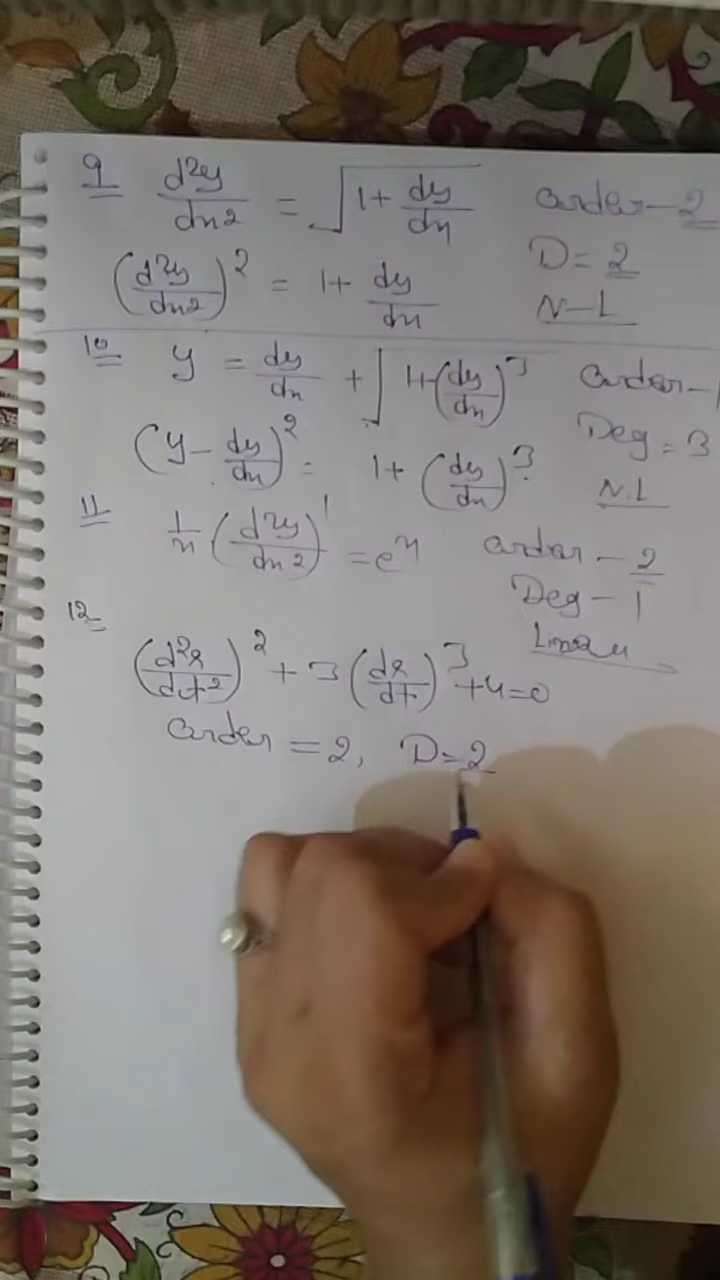 9 d²y/dx² = √(1 + dy/dx) order - 2
(d²y/dx²)² = 1 + dy/dx D = 2
N-L
10 y = dy/dx + √(1+(dy/dx)³) order - 1
(y - dy/dx)² = 1 + (dy/dx)³ Deg = 3
N.L
11 1/x (d²y/dx²)¹ = eˣ order - 2
Deg - 1
Linear
12 (d²x/dt²)² + 3 (dx/dt)³ + 4 = 0
order = 2, D = 2